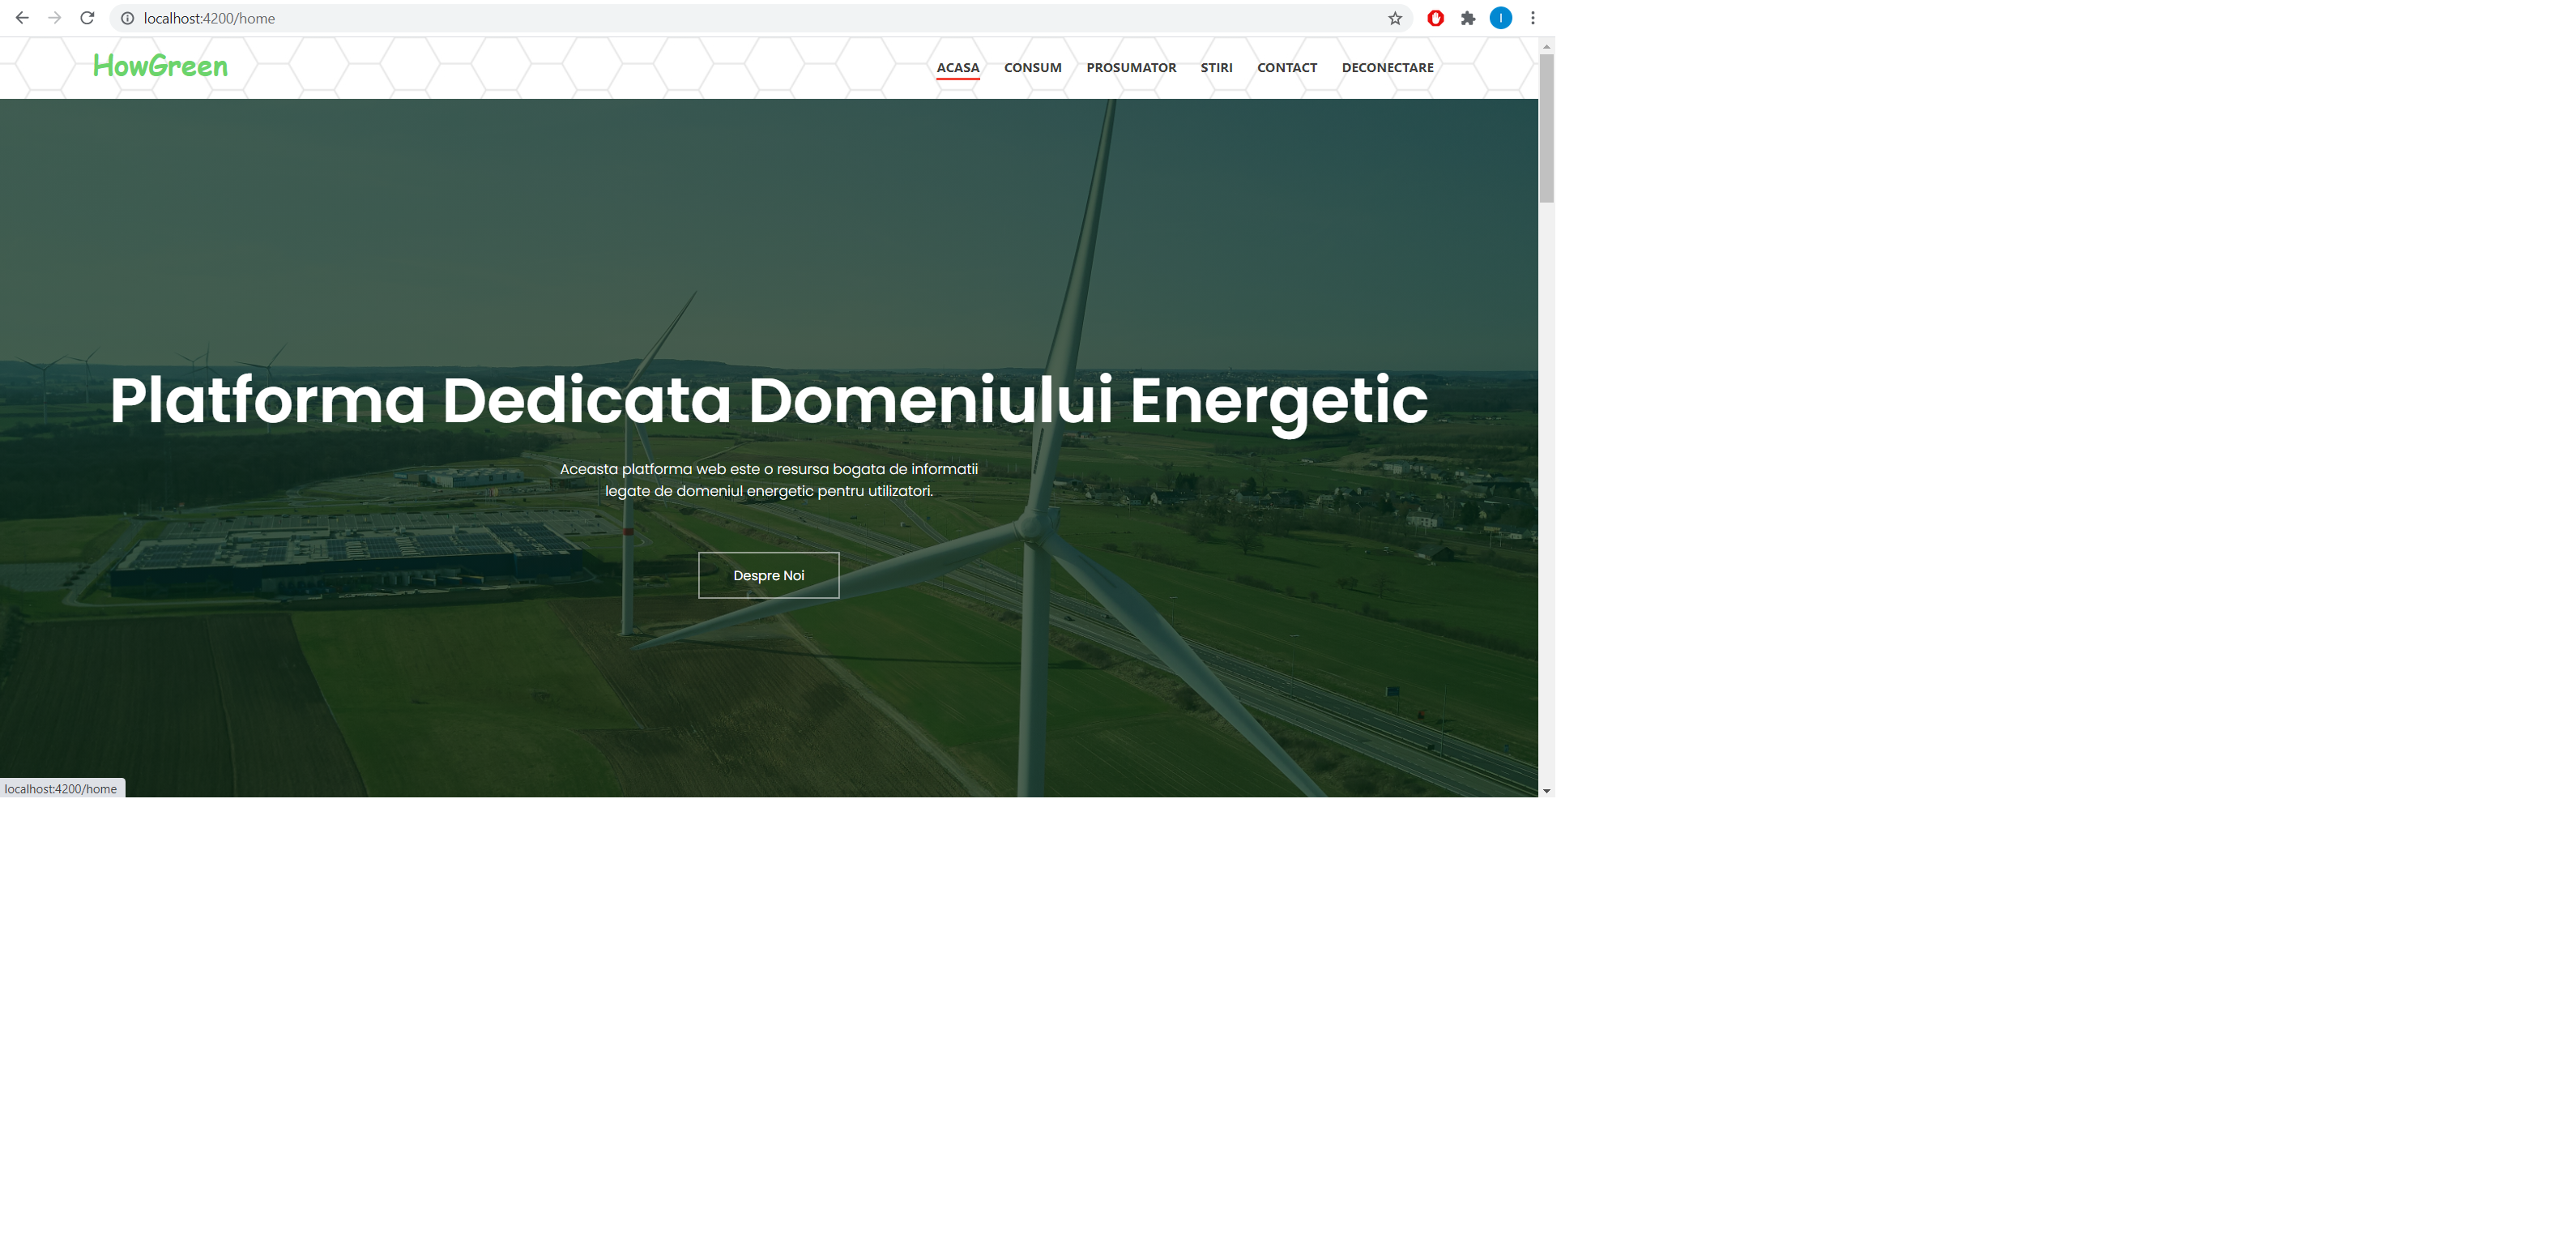 localhost:4200/home
HowGreen
ACASA CONSUM PROSUMATOR STIRI CONTACT DECONECTARE
Platforma Dedicata Domeniului Energetic
Aceasta platforma web este o resursa bogata de informatii
legate de domeniul energetic pentru utilizatori.
Despre Noi
localhost:4200/home